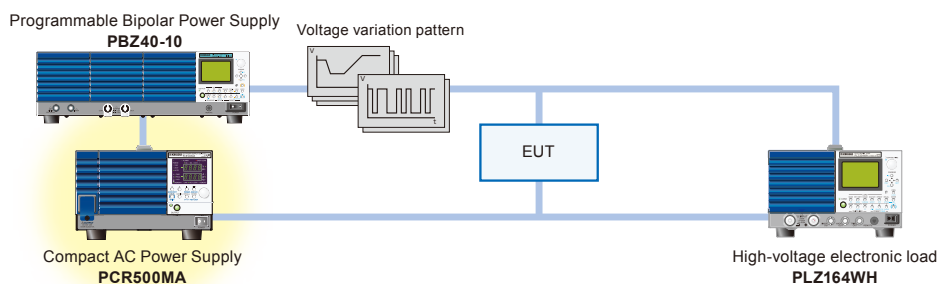 Programmable Bipolar Power Supply
PBZ40-10
Voltage variation pattern
V
V
t
EUT
Compact AC Power Supply
PCR500MA
High-voltage electronic load
PLZ164WH